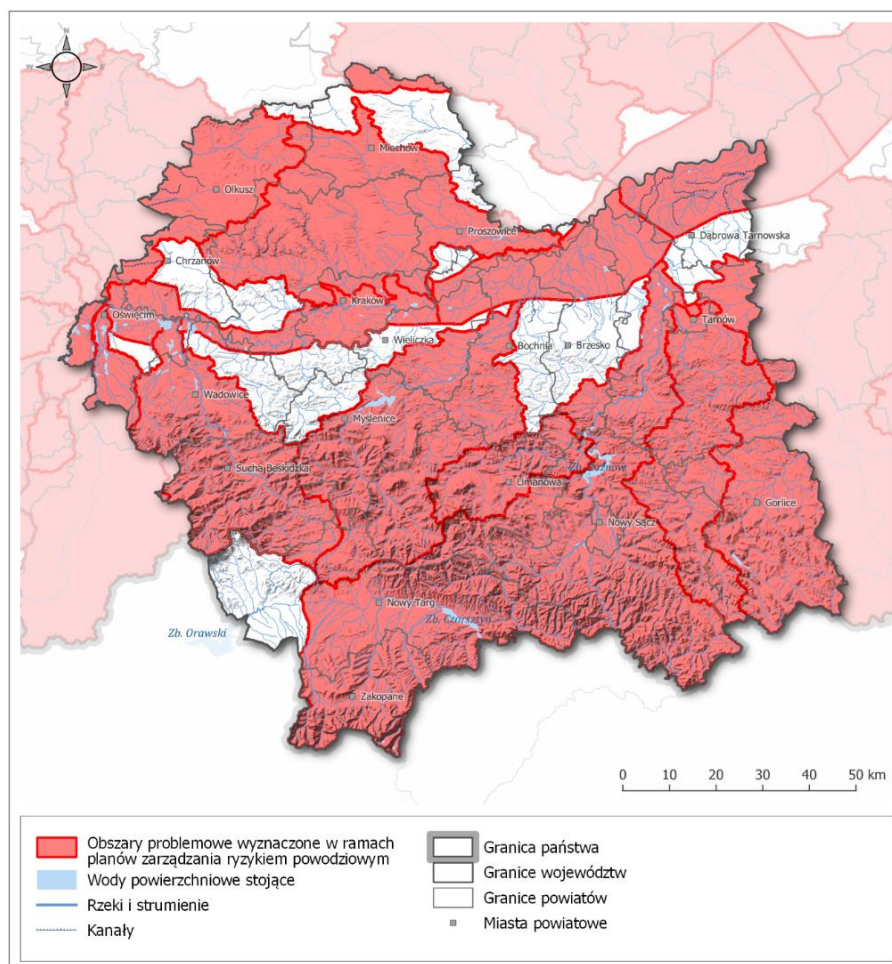 N
W E
S
Miechów
Olkusz
Proszowice
Dąbrowa Tarnowska
Chrzanów
Kraków
Oświęcim
Tarnów
Wieliczka
Bochnia
Brzesko
Wadowice
Myślenice
Sucha Beskidzka
Limanowa
Zb. Rożnów
Gorlice
Nowy Sącz
Nowy Targ
Zb. Czorsztyn
Zb. Orawski
Zakopane
0 10 20 30 40 50 km
Obszary problemowe wyznaczone w ramach
planów zarządzania ryzykiem powodziowym
Wody powierzchniowe stojące
Rzeki i strumienie
Kanały
Granica państwa
Granice województw
Granice powiatów
Miasta powiatowe